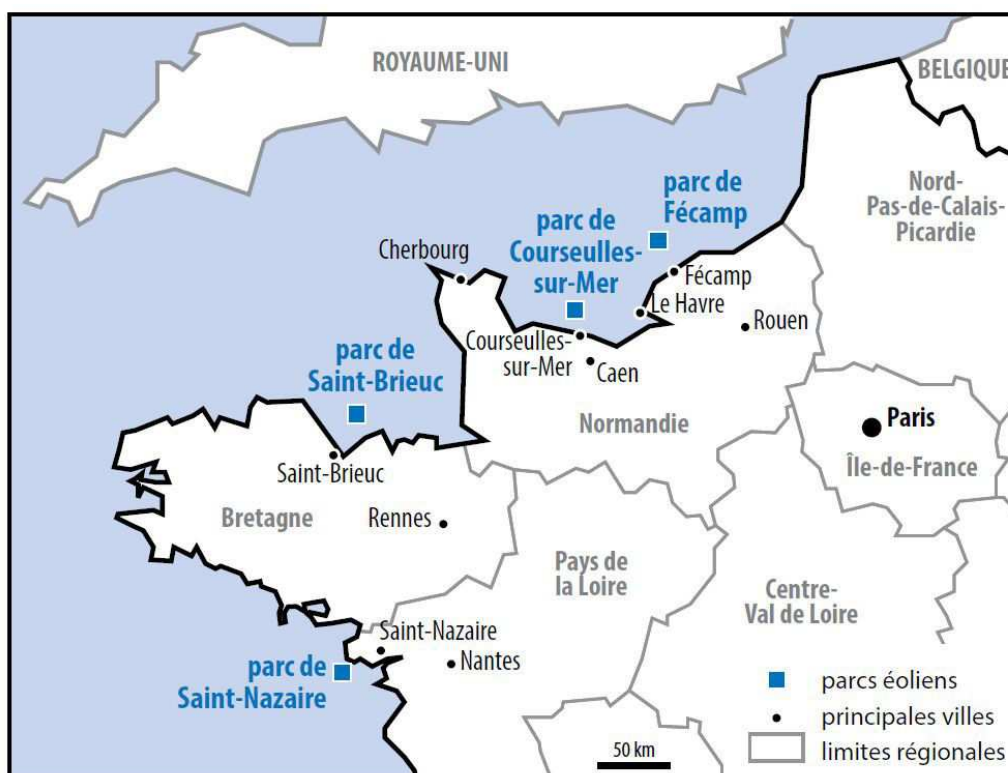 ROYAUME-UNI
BELGIQUE
Nord-
Pas-de-Calais-
Picardie
parc de
Fécamp
parc de
Courseulles-
sur-Mer
Cherbourg
Fécamp
Le Havre
Rouen
Courseulles-
sur-Mer
Caen
parc de
Saint-Brieuc
Normandie
Paris
Île-de-France
Saint-Brieuc
Bretagne
Rennes
Pays de
la Loire
Centre-
Val de Loire
Saint-Nazaire
Nantes
parc de
Saint-Nazaire
parcs éoliens
principales villes
limites régionales
50 km